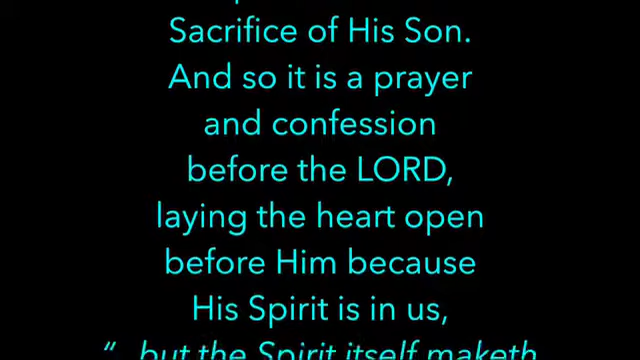 Sacrifice of His Son.
And so it is a prayer
and confession
before the LORD,
laying the heart open
before Him because
His Spirit is in us,
“ but the Spirit itself maketh